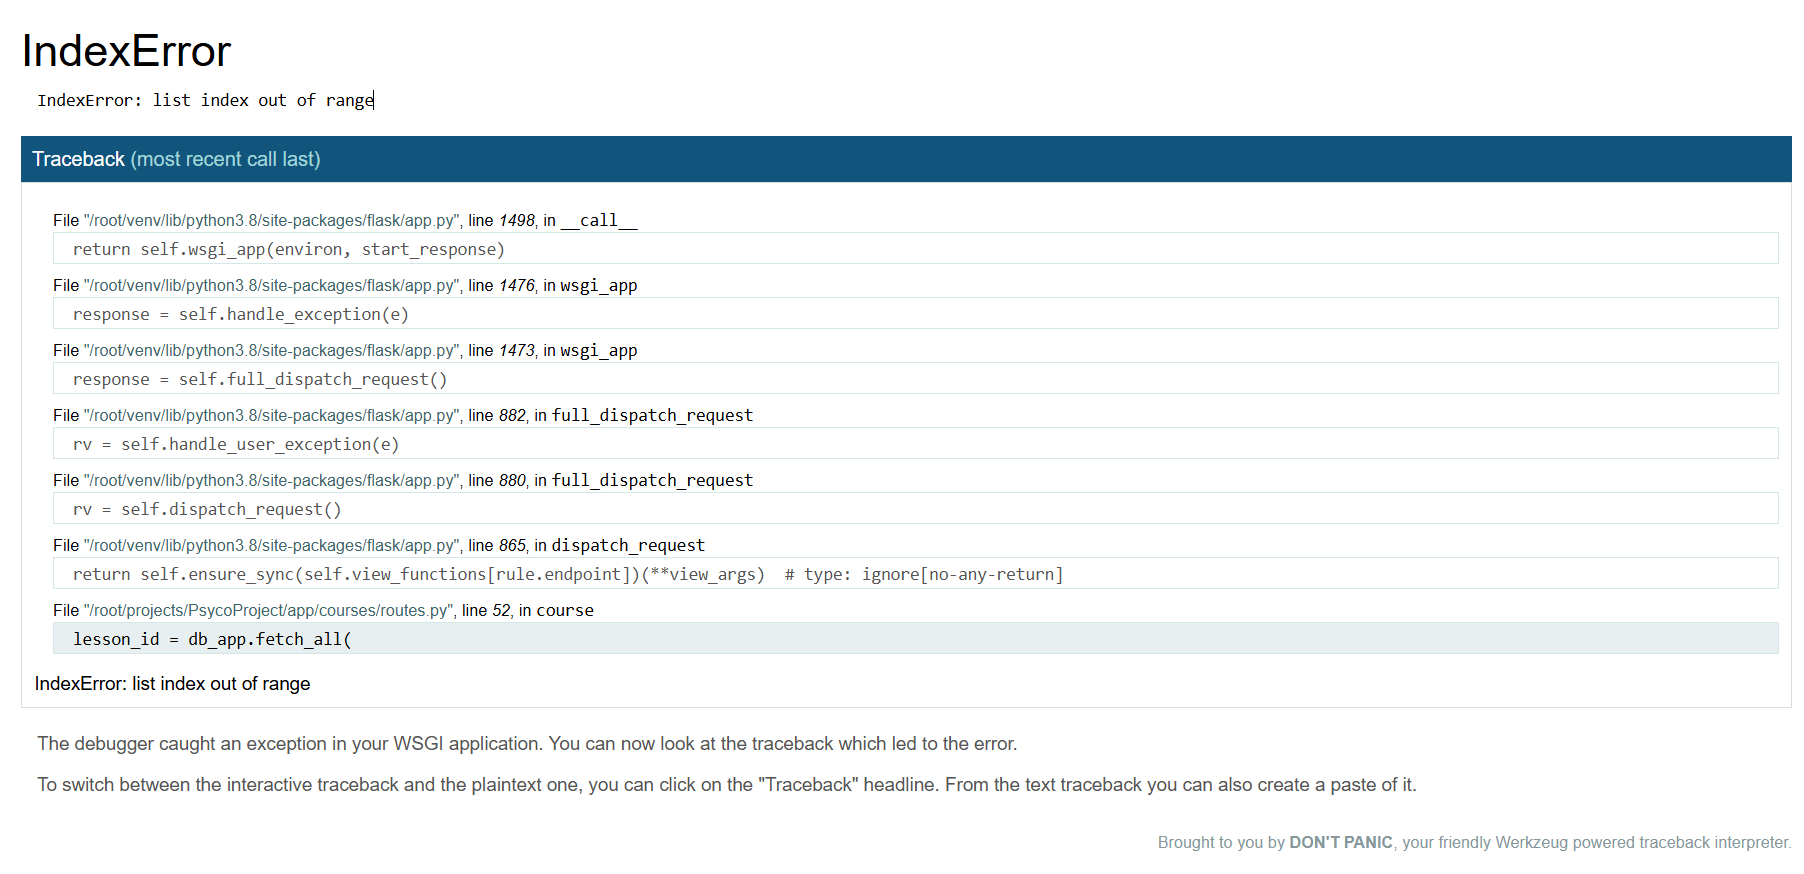 IndexError
IndexError: list index out of range
Traceback (most recent call last)
File "/root/venv/lib/python3.8/site-packages/flask/app.py", line 1498, in __call__
return self.wsgi_app(environ, start_response)
File "/root/venv/lib/python3.8/site-packages/flask/app.py", line 1476, in wsgi_app
response = self.handle_exception(e)
File "/root/venv/lib/python3.8/site-packages/flask/app.py", line 1473, in wsgi_app
response = self.full_dispatch_request()
File "/root/venv/lib/python3.8/site-packages/flask/app.py", line 882, in full_dispatch_request
rv = self.handle_user_exception(e)
File "/root/venv/lib/python3.8/site-packages/flask/app.py", line 880, in full_dispatch_request
rv = self.dispatch_request()
File "/root/venv/lib/python3.8/site-packages/flask/app.py", line 865, in dispatch_request
return self.ensure_sync(self.view_functions[rule.endpoint])(**view_args)  # type: ignore[no-any-return]
File "/root/projects/PsycoProject/app/courses/routes.py", line 52, in course
lesson_id = db_app.fetch_all(
IndexError: list index out of range
The debugger caught an exception in your WSGI application. You can now look at the traceback which led to the error.
To switch between the interactive traceback and the plaintext one, you can click on the "Traceback" headline. From the text traceback you can also create a paste of it.
Brought to you by DON'T PANIC, your friendly Werkzeug powered traceback interpreter.